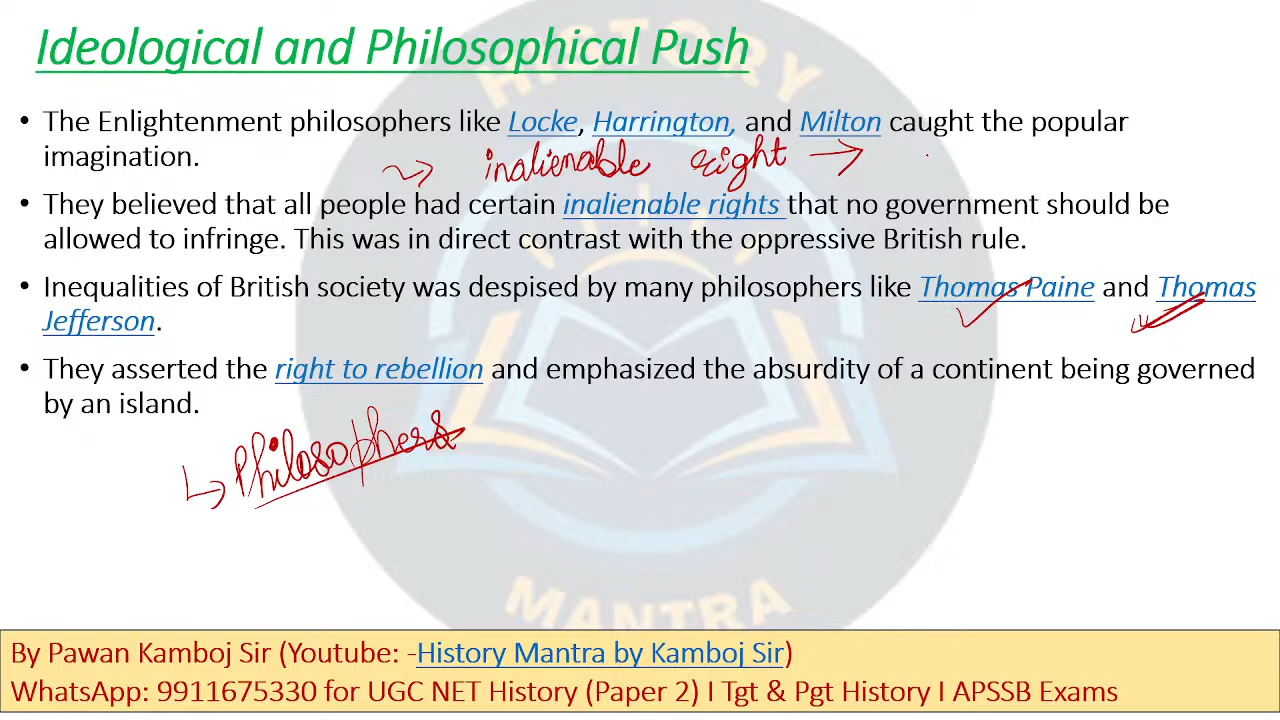 Ideological and Philosophical Push
• The Enlightenment philosophers like Locke, Harrington, and Milton caught the popular
imagination.
inalienable right →
• They believed that all people had certain inalienable rights that no government should be
allowed to infringe. This was in direct contrast with the oppressive British rule.
• Inequalities of British society was despised by many philosophers like Thomas Paine and Thomas
Jefferson.
• They asserted the right to rebellion and emphasized the absurdity of a continent being governed
by an island.
Philosophers
HISTORY
MANTRA
By Pawan Kamboj Sir (Youtube: -History Mantra by Kamboj Sir)
WhatsApp: 9911675330 for UGC NET History (Paper 2) I Tgt & Pgt History I APSSB Exams